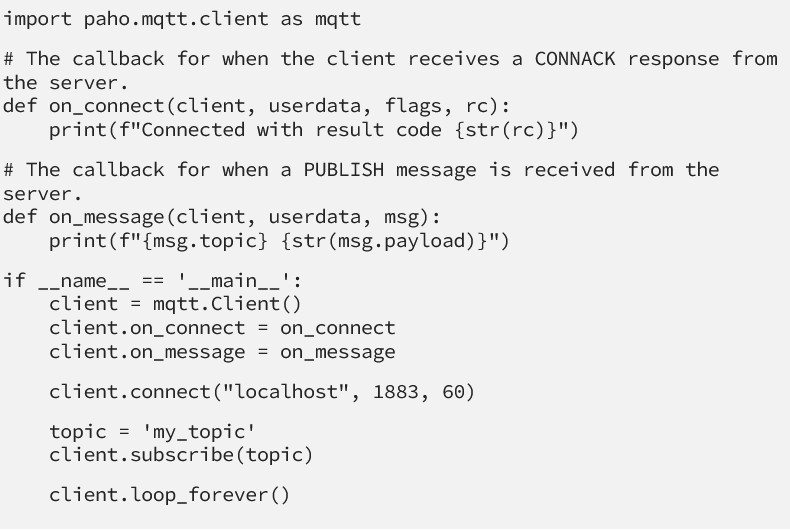 import paho.mqtt.client as mqtt
# The callback for when the client receives a CONNACK response from
the server.
def on_connect(client, userdata, flags, rc):
    print(f"Connected with result code {str(rc)}")
# The callback for when a PUBLISH message is received from the
server.
def on_message(client, userdata, msg):
    print(f"{msg.topic} {str(msg.payload)}")
if __name__ == '__main__':
    client = mqtt.Client()
    client.on_connect = on_connect
    client.on_message = on_message
    client.connect("localhost", 1883, 60)
    topic = 'my_topic'
    client.subscribe(topic)
    client.loop_forever()